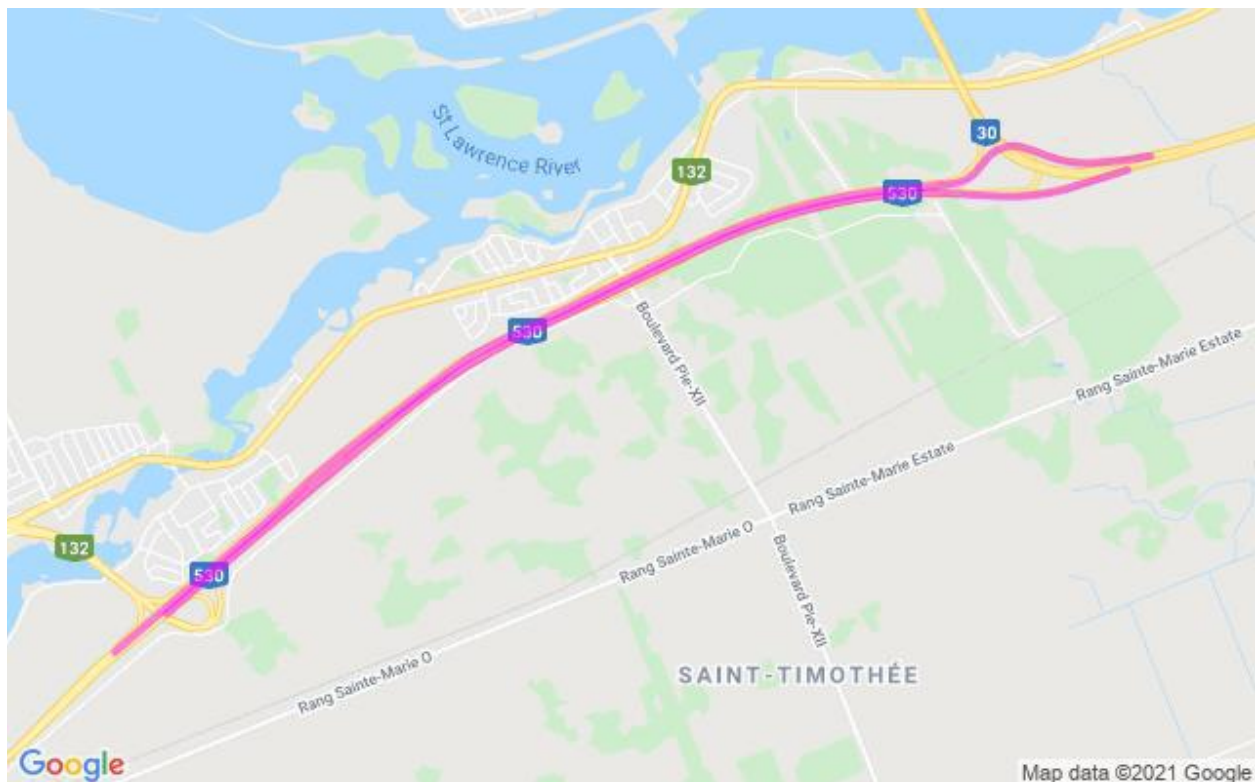 St Lawrence River
30
132
530
530
Boulevard Pie-XII
Rang Sainte-Marie Estate
Rang Sainte-Marie Estate
Rang Sainte-Marie O
132
530
Boulevard Pie-XII
Rang Sainte-Marie O
SAINT-TIMOTHÉE
Google
Map data ©2021 Google